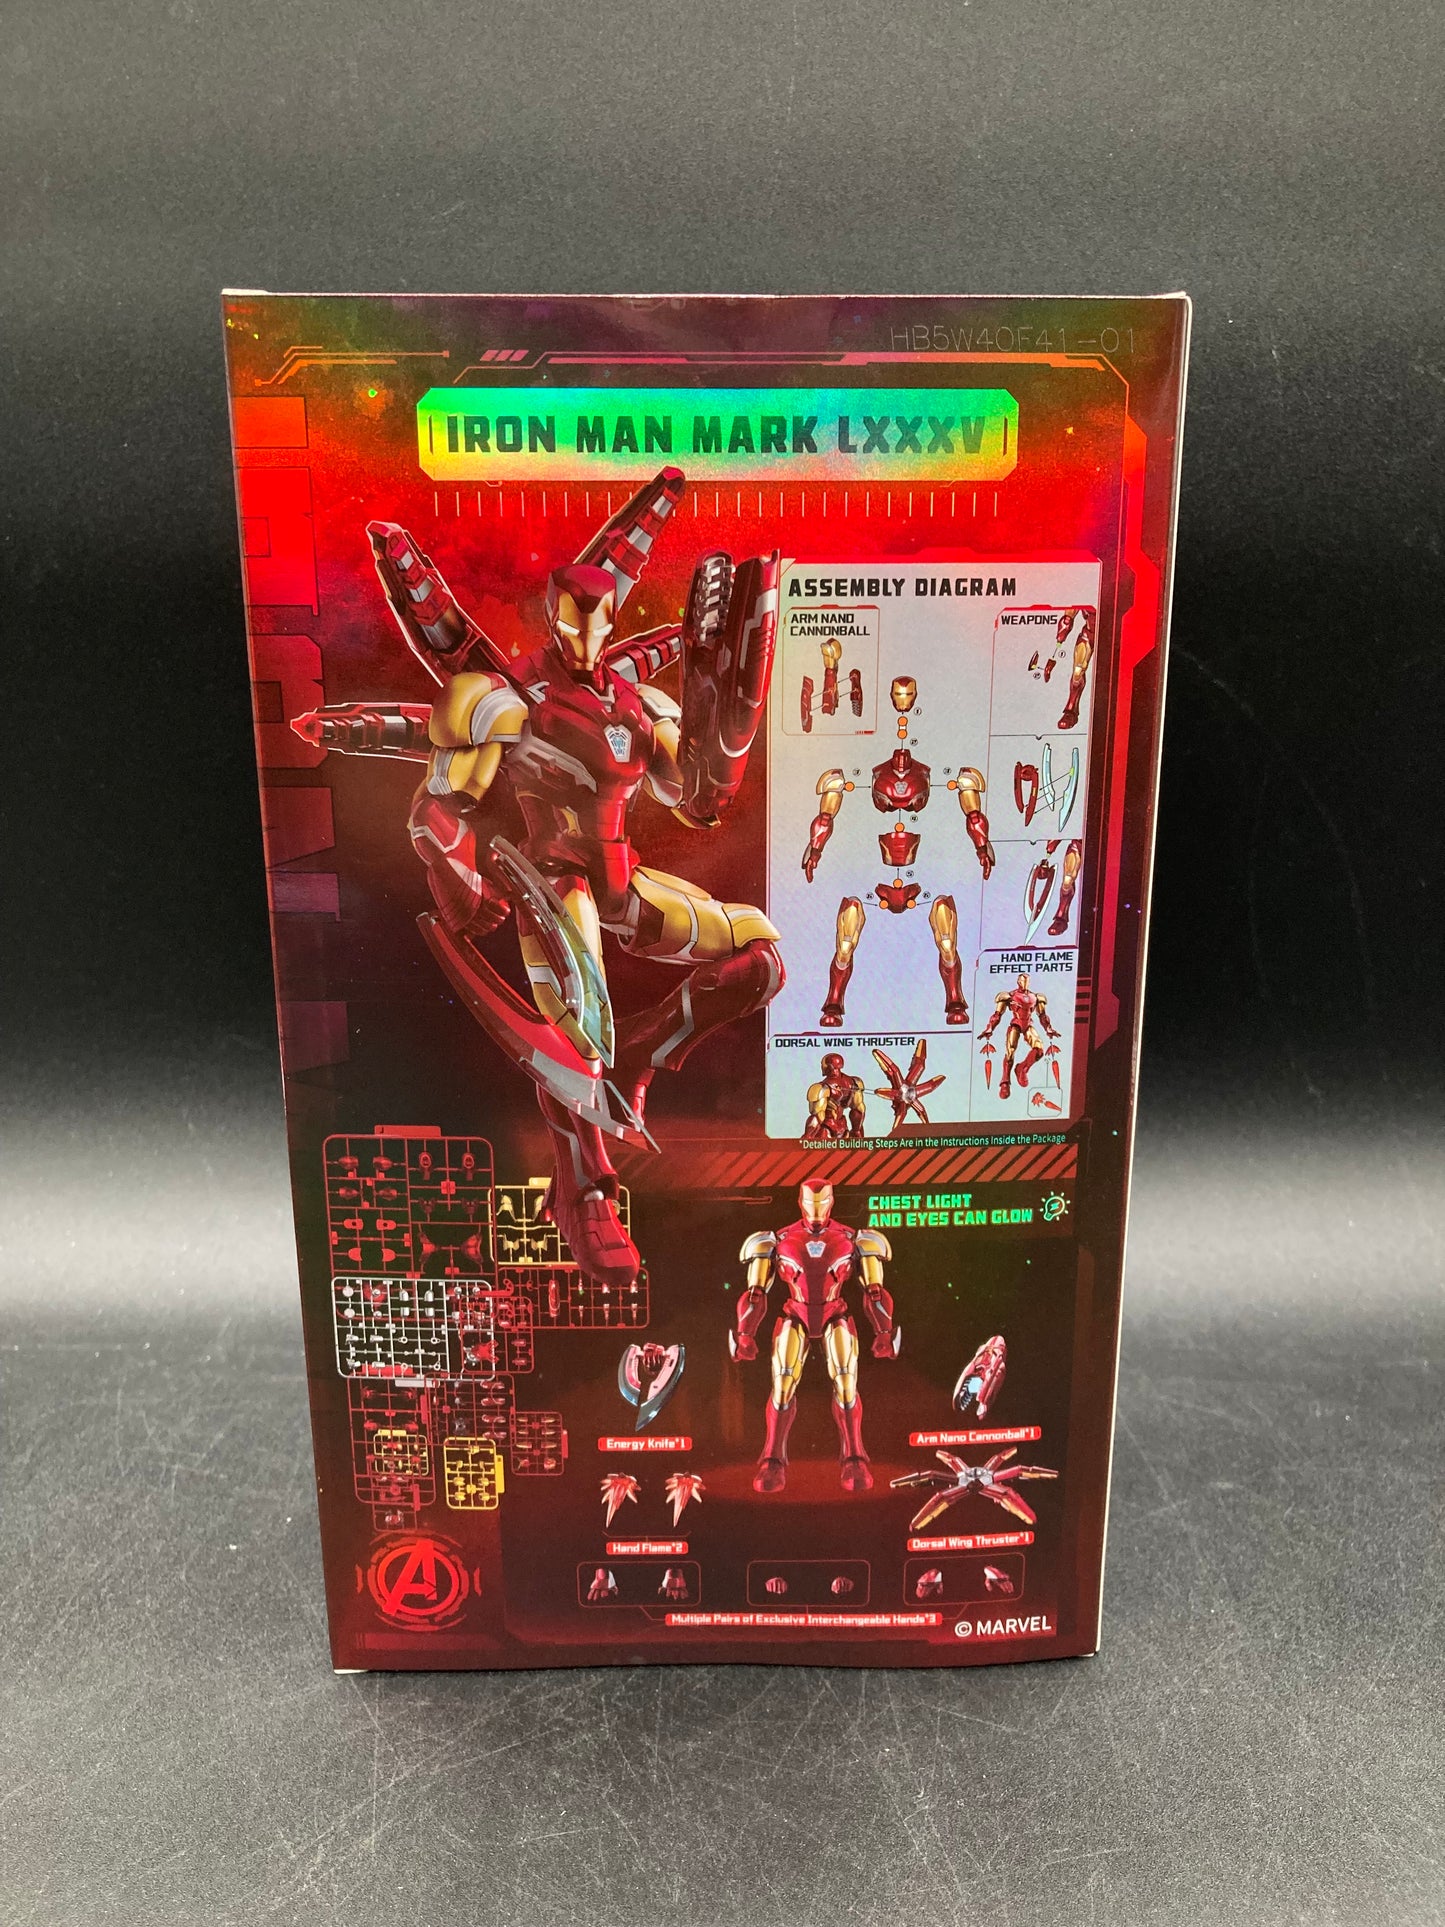 HB5W40F41-01
IRON MAN MARK LXXXV
ASSEMBLY DIAGRAM
ARM NANO
CANNONBALL
WEAPONS
HAND FLAME
EFFECT PARTS
DORSAL WING THRUSTER
*Detailed Building Steps Are in the Instructions Inside the Package
CHEST LIGHT
AND EYES CAN GLOW
Energy Knife*1
Arm Nano Cannonball*1
Hand Flame*2
Dorsal Wing Thruster*1
Multiple Pairs of Exclusive Interchangeable Hands*3
© MARVEL